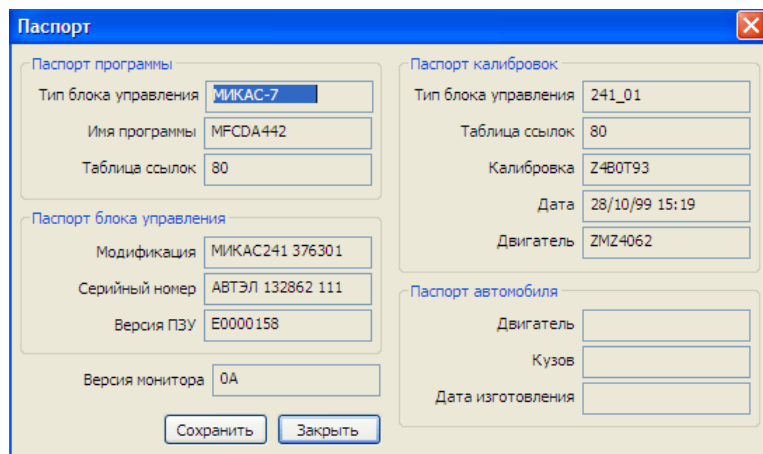 Паспорт
Паспорт программы
Тип блока управления МИКАС-7
Имя программы MFCDA442
Таблица ссылок 80
Паспорт блока управления
Модификация МИКАС241 376301
Серийный номер АВТЭЛ 132862 111
Версия ПЗУ E0000158
Версия монитора 0A
Сохранить Закрыть
Паспорт калибровок
Тип блока управления 241_01
Таблица ссылок 80
Калибровка Z4B0T93
Дата 28/10/99 15:19
Двигатель ZMZ4062
Паспорт автомобиля
Двигатель
Кузов
Дата изготовления